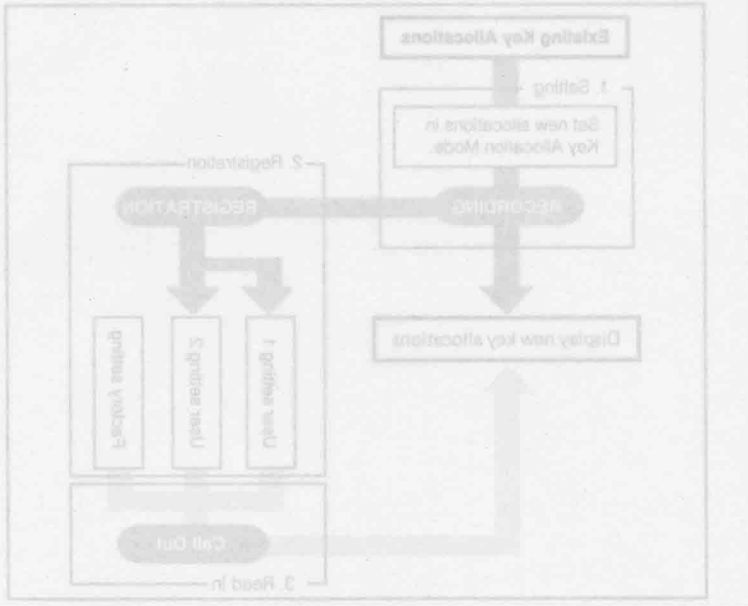 Existing Key Allocations
1. Setting
Set new allocations in
Key Allocation Mode.
RECORDING
2. Registration
REGISTRATION
Display new key allocations
User setting 1
User setting 2
Factory setting
Call Out
3. Read In